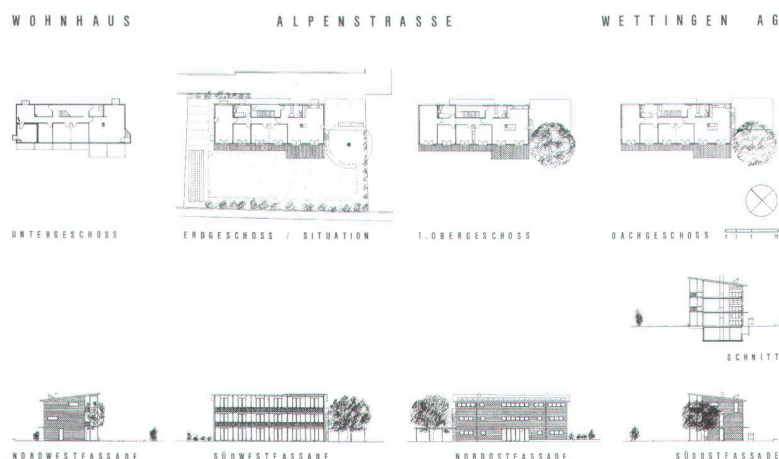 WOHNHAUS ALPENSTRASSE WETTINGEN AG
UNTERGESCHOSS ERDGESCHOSS / SITUATION 1.OBERGESCHOSS DACHGESCHOSS
SCHNITT
NORDWESTFASSADE SÜDWESTFASSADE NORDOSTFASSADE SÜDOSTFASSADE